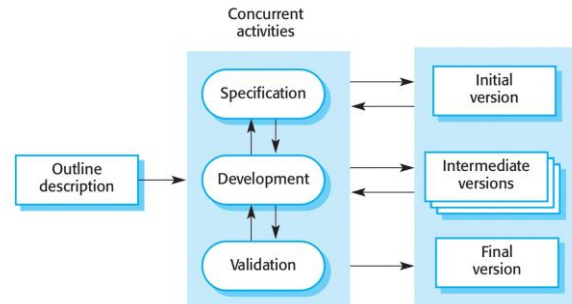 Concurrent
activities
Outline
description
Specification
Development
Validation
Initial
version
Intermediate
versions
Final
version